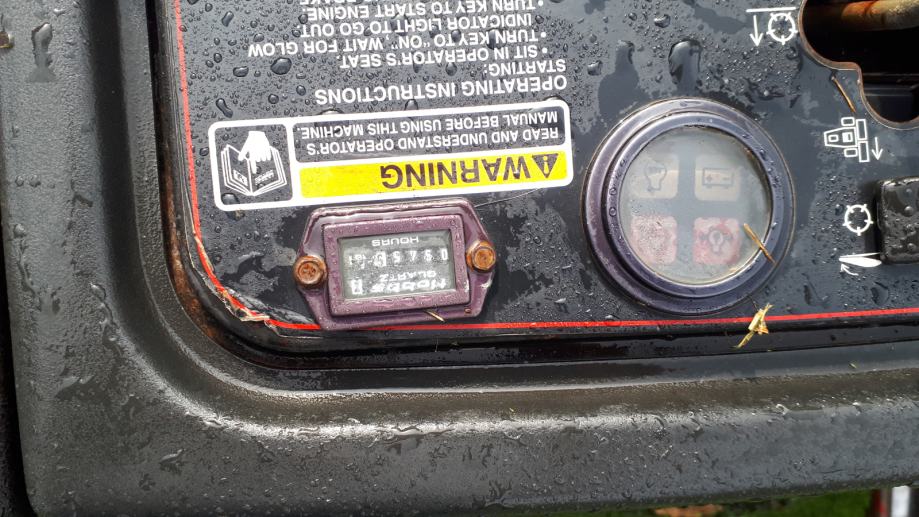 OPERATING INSTRUCTIONS
STARTING:
• SIT IN OPERATOR'S SEAT.
• TURN KEY TO "ON," WAIT FOR GLOW
INDICATOR LIGHT TO GO OUT
• TURN KEY TO START ENGINE
WARNING
READ AND UNDERSTAND OPERATOR'S
MANUAL BEFORE USING THIS MACHINE
Hobbs
QUARTZ
HOURS